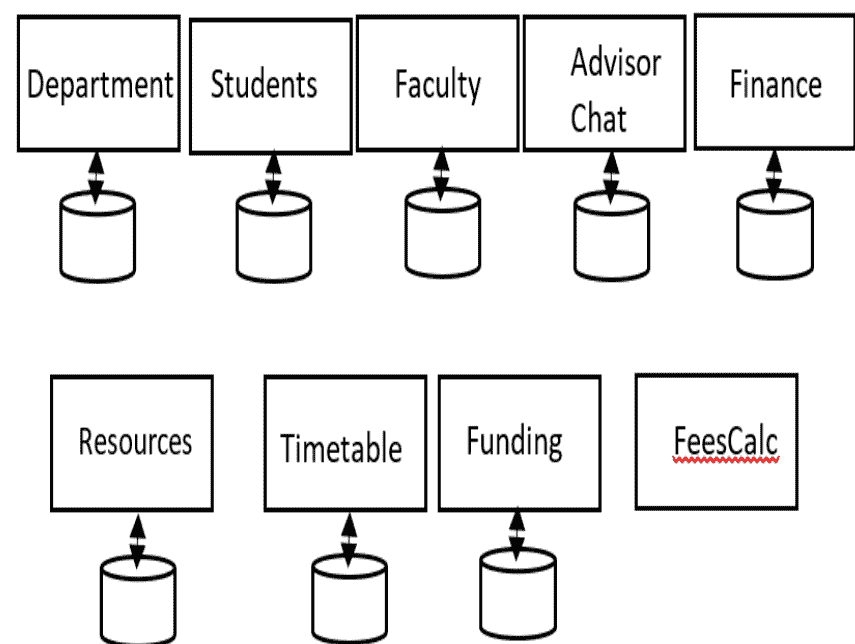 Department
Students
Faculty
Advisor
Chat
Finance
Resources
Timetable
Funding
FeesCalc